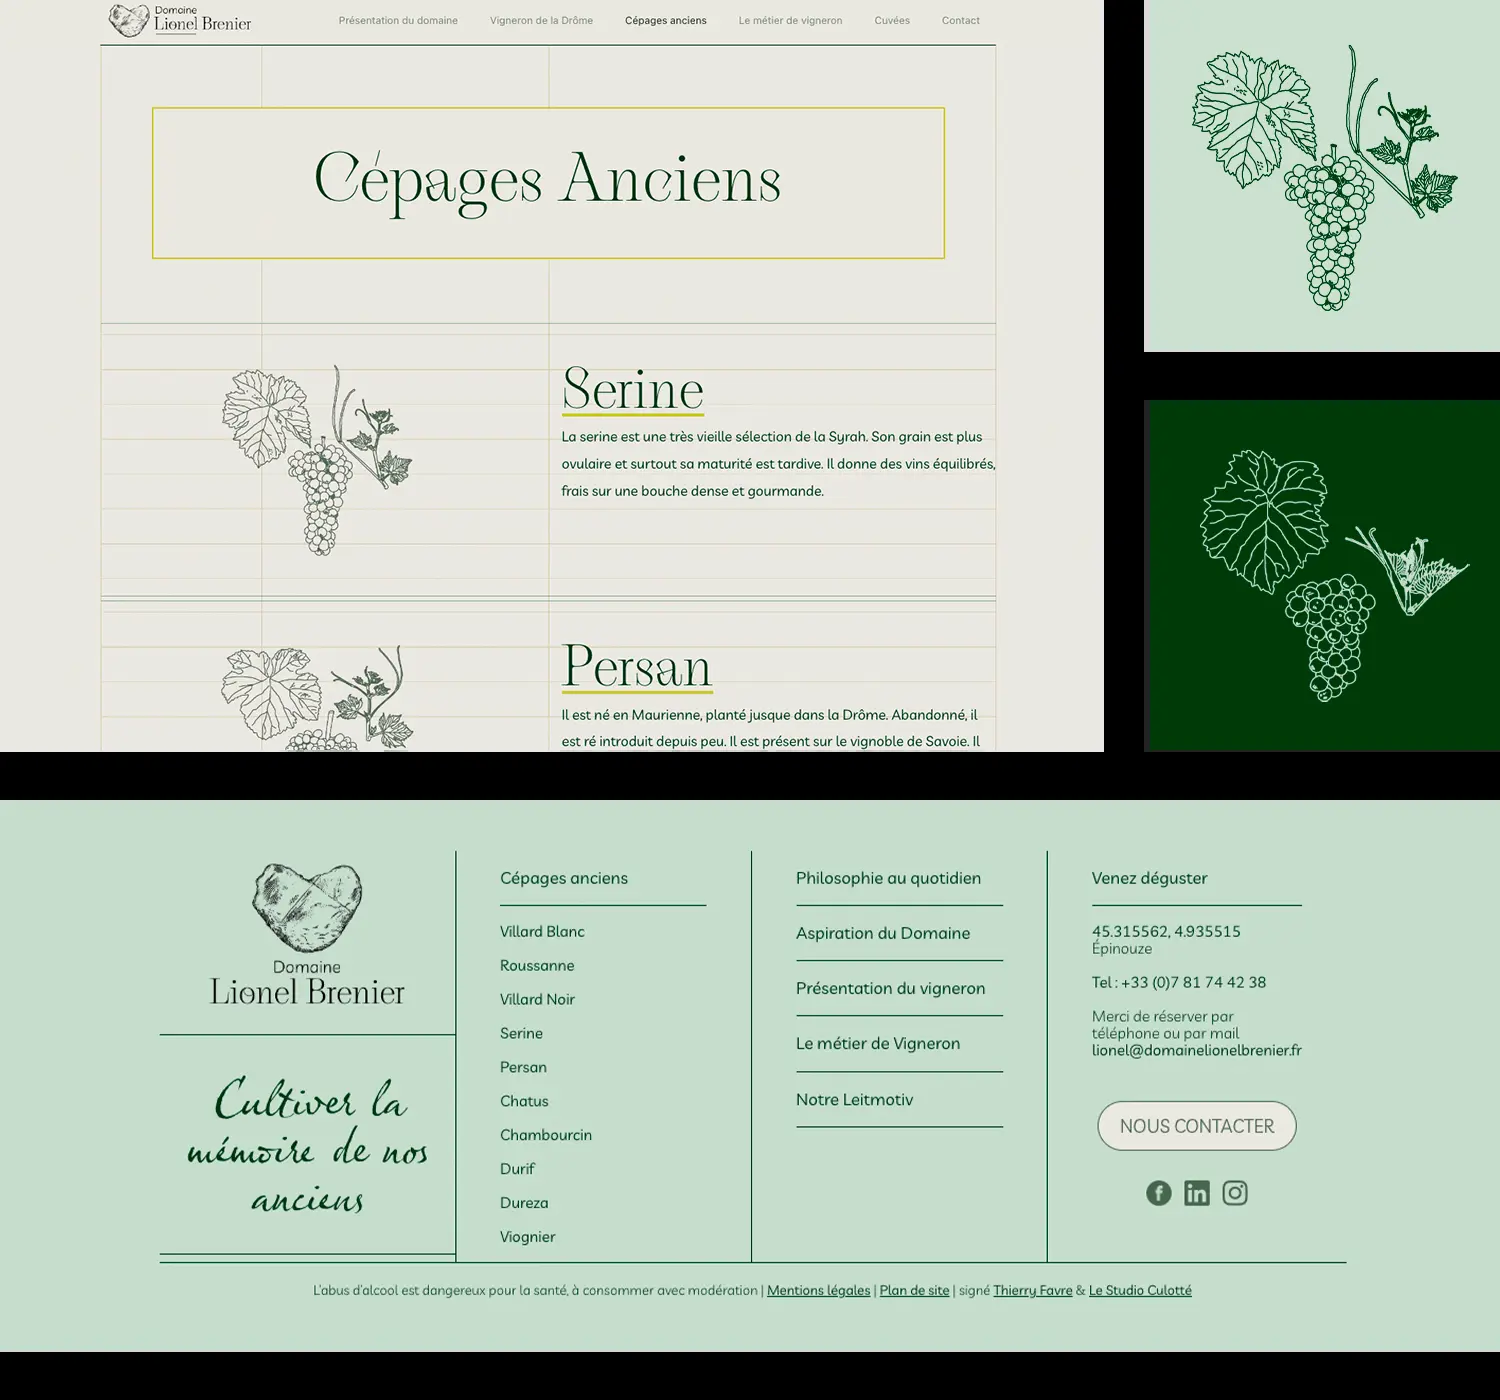 Domaine
Lionel Brenier
Présentation du domaine
Vigneron de la Drôme
Cépages anciens
Le métier de vigneron
Cuvées
Contact
Cépages Anciens
Serine
La serine est une très vieille sélection de la Syrah. Son grain est plus
ovulaire et surtout sa maturité est tardive. Il donne des vins équilibrés,
frais sur une bouche dense et gourmande.
Persan
Il est né en Maurienne, planté jusque dans la Drôme. Abandonné, il
est ré introduit depuis peu. Il est présent sur le vignoble de Savoie. Il
Domaine
Lionel Brenier
Cultiver la
mémoire de nos
anciens
Cépages anciens
Villard Blanc
Roussanne
Villard Noir
Serine
Persan
Chatus
Chambourcin
Durif
Dureza
Viognier
Philosophie au quotidien
Aspiration du Domaine
Présentation du vigneron
Le métier de Vigneron
Notre Leitmotiv
Venez déguster
45.315562, 4.935515
Épinouze
Tel : +33 (0)7 81 74 42 38
Merci de réserver par
téléphone ou par mail
lionel@domainelionelbrenier.fr
NOUS CONTACTER
L'abus d'alcool est dangereux pour la santé, à consommer avec modération | Mentions légales | Plan de site | signé Thierry Favre & Le Studio Culotté